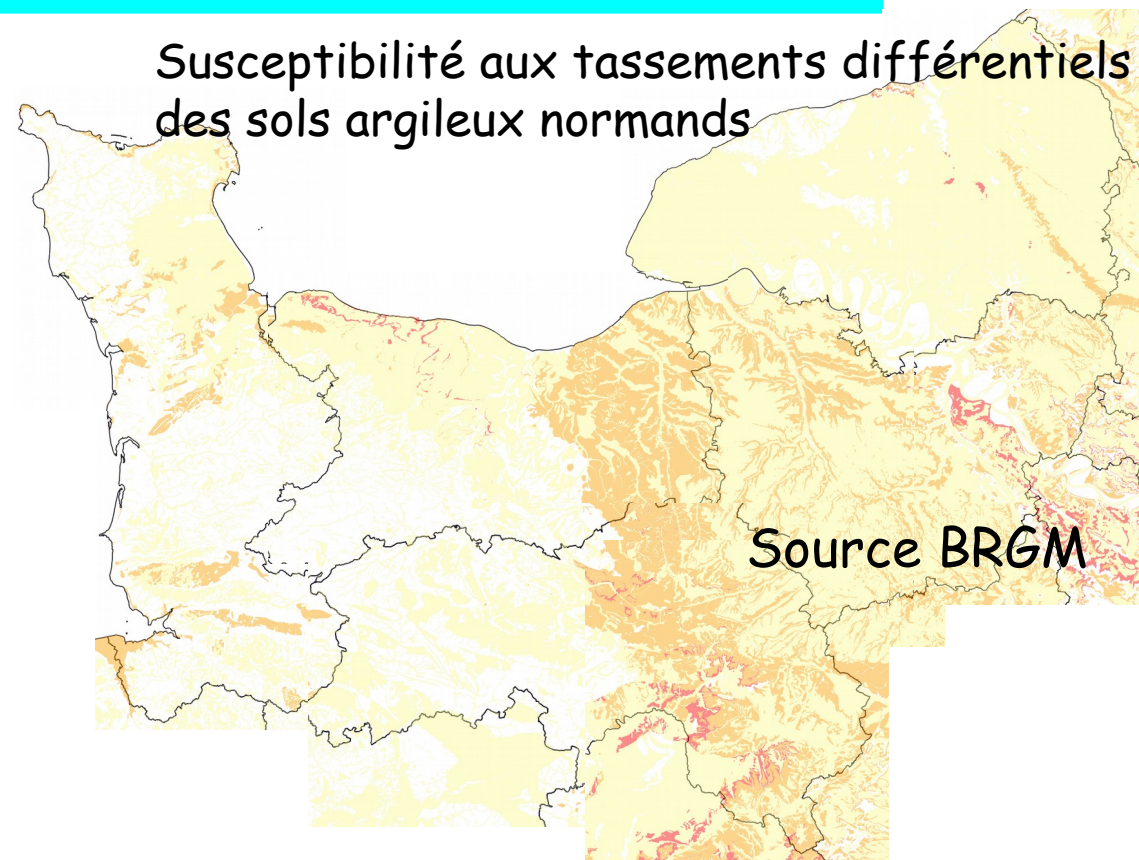 Susceptibilité aux tassements différentiels
des sols argileux normands
Source BRGM